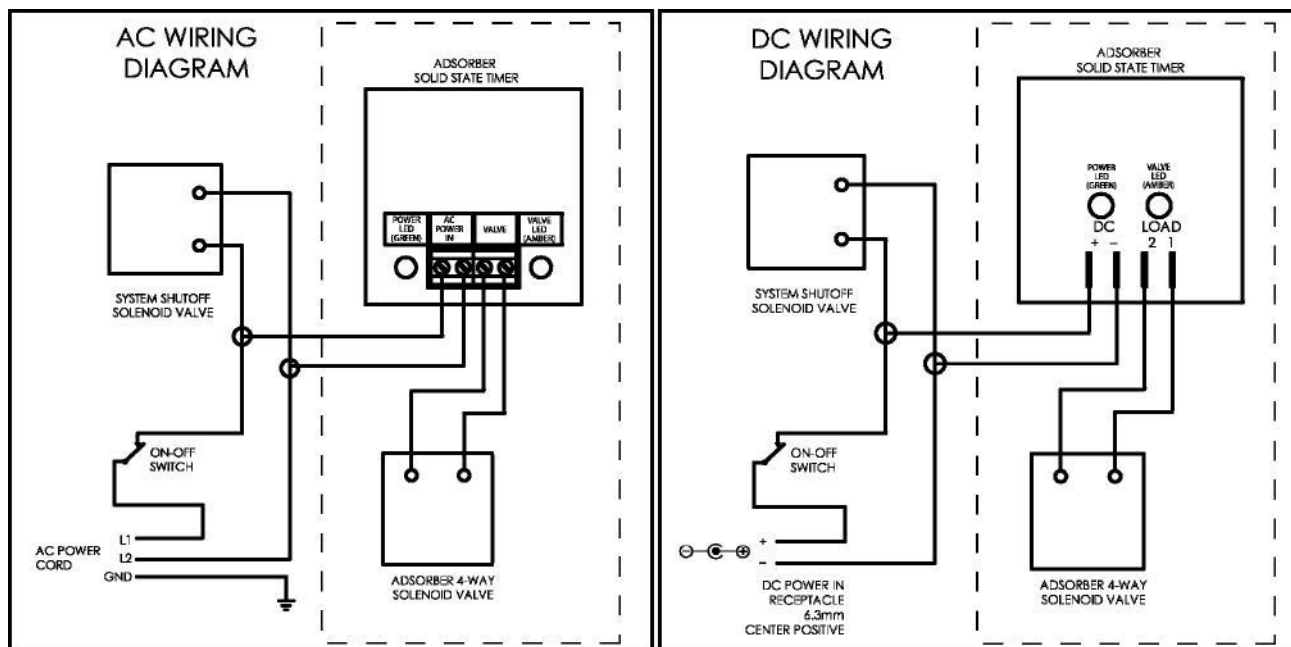 AC WIRING
DIAGRAM
ADSORBER
SOLID STATE TIMER
POWER
LED
(GREEN)
AC
POWER
IN
VALVE
VALVE
LED
(AMBER)
SYSTEM SHUTOFF
SOLENOID VALVE
ON-OFF
SWITCH
AC POWER
CORD
L1
L2
GND
ADSORBER 4-WAY
SOLENOID VALVE
DC WIRING
DIAGRAM
ADSORBER
SOLID STATE TIMER
POWER
LED
(GREEN)
VALVE
LED
(AMBER)
DC
LOAD
+ –
2 1
SYSTEM SHUTOFF
SOLENOID VALVE
ON-OFF
SWITCH
+
–
DC POWER IN
RECEPTACLE
6.3mm
CENTER POSITIVE
ADSORBER 4-WAY
SOLENOID VALVE